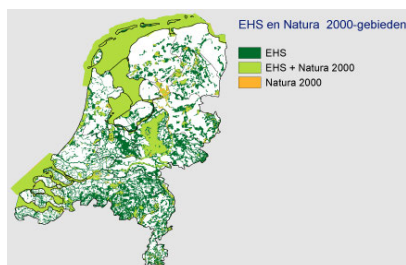 EHS en Natura 2000-gebieden
EHS
EHS + Natura 2000
Natura 2000